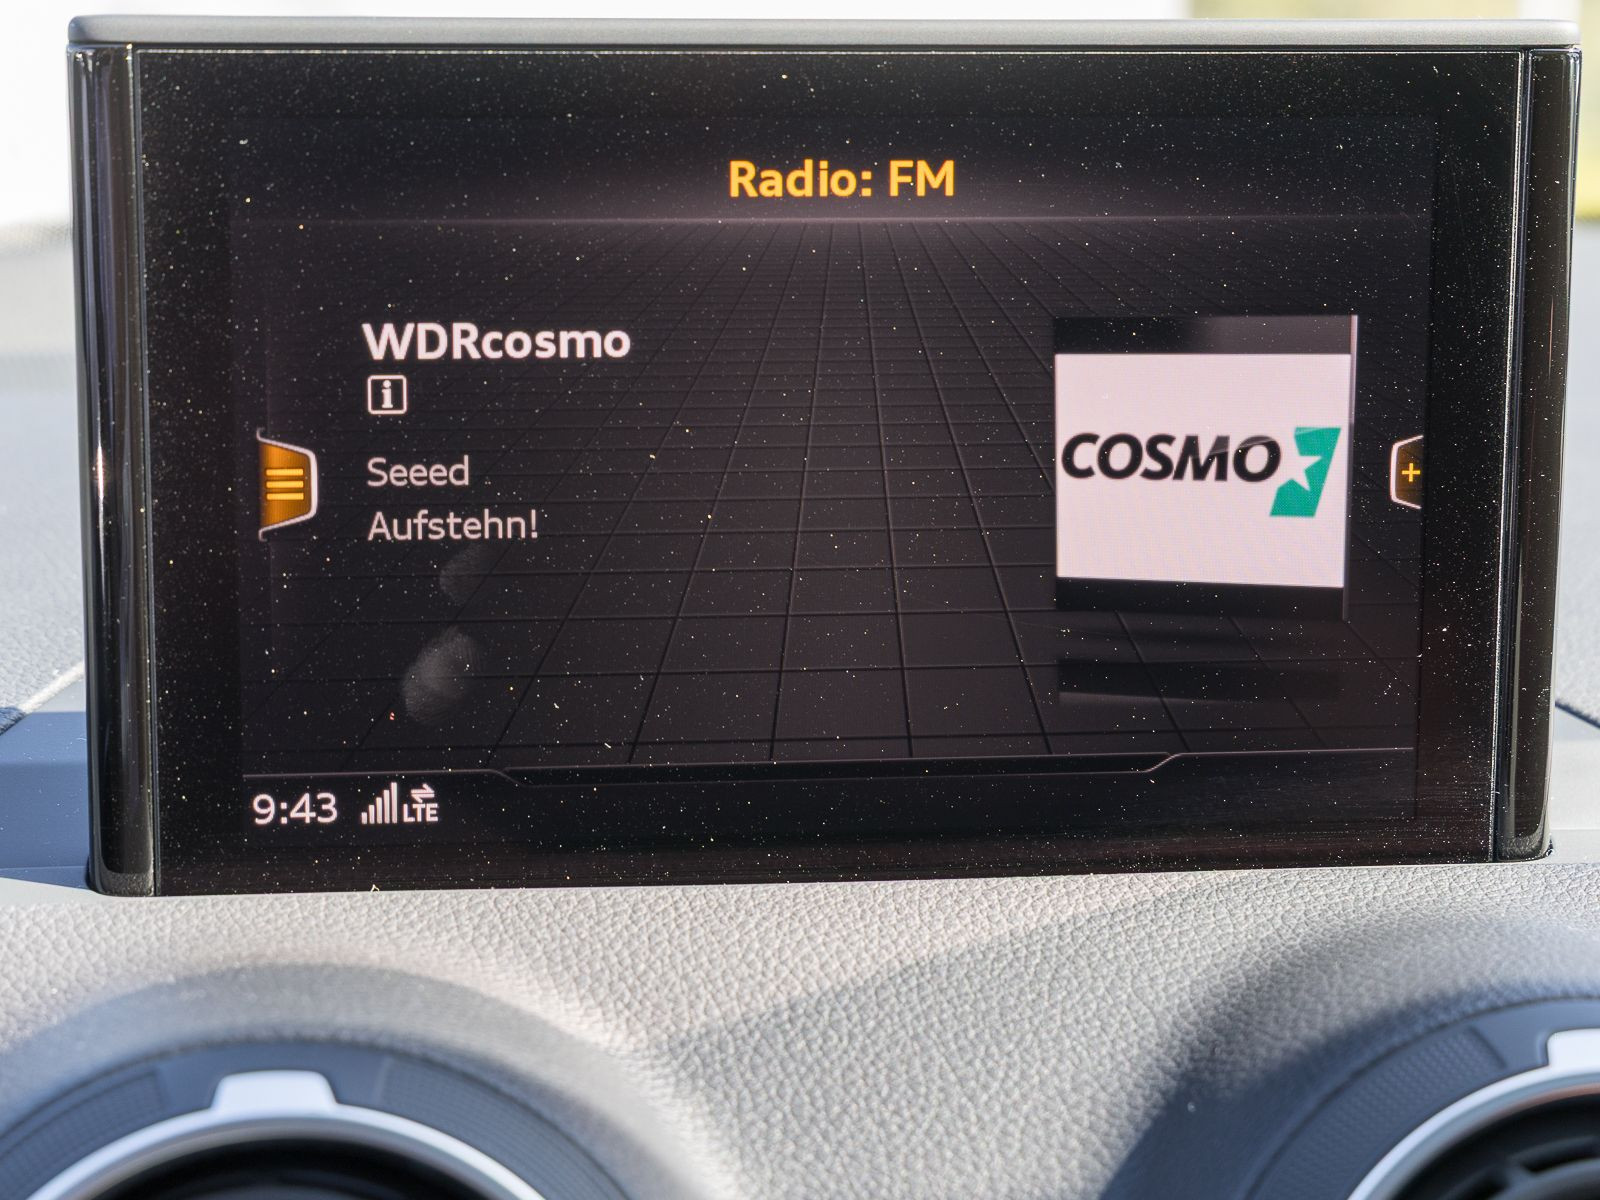 Radio: FM
WDRcosmo
i
Seeed
Aufstehn!
COSMO
+
9:43 LTE